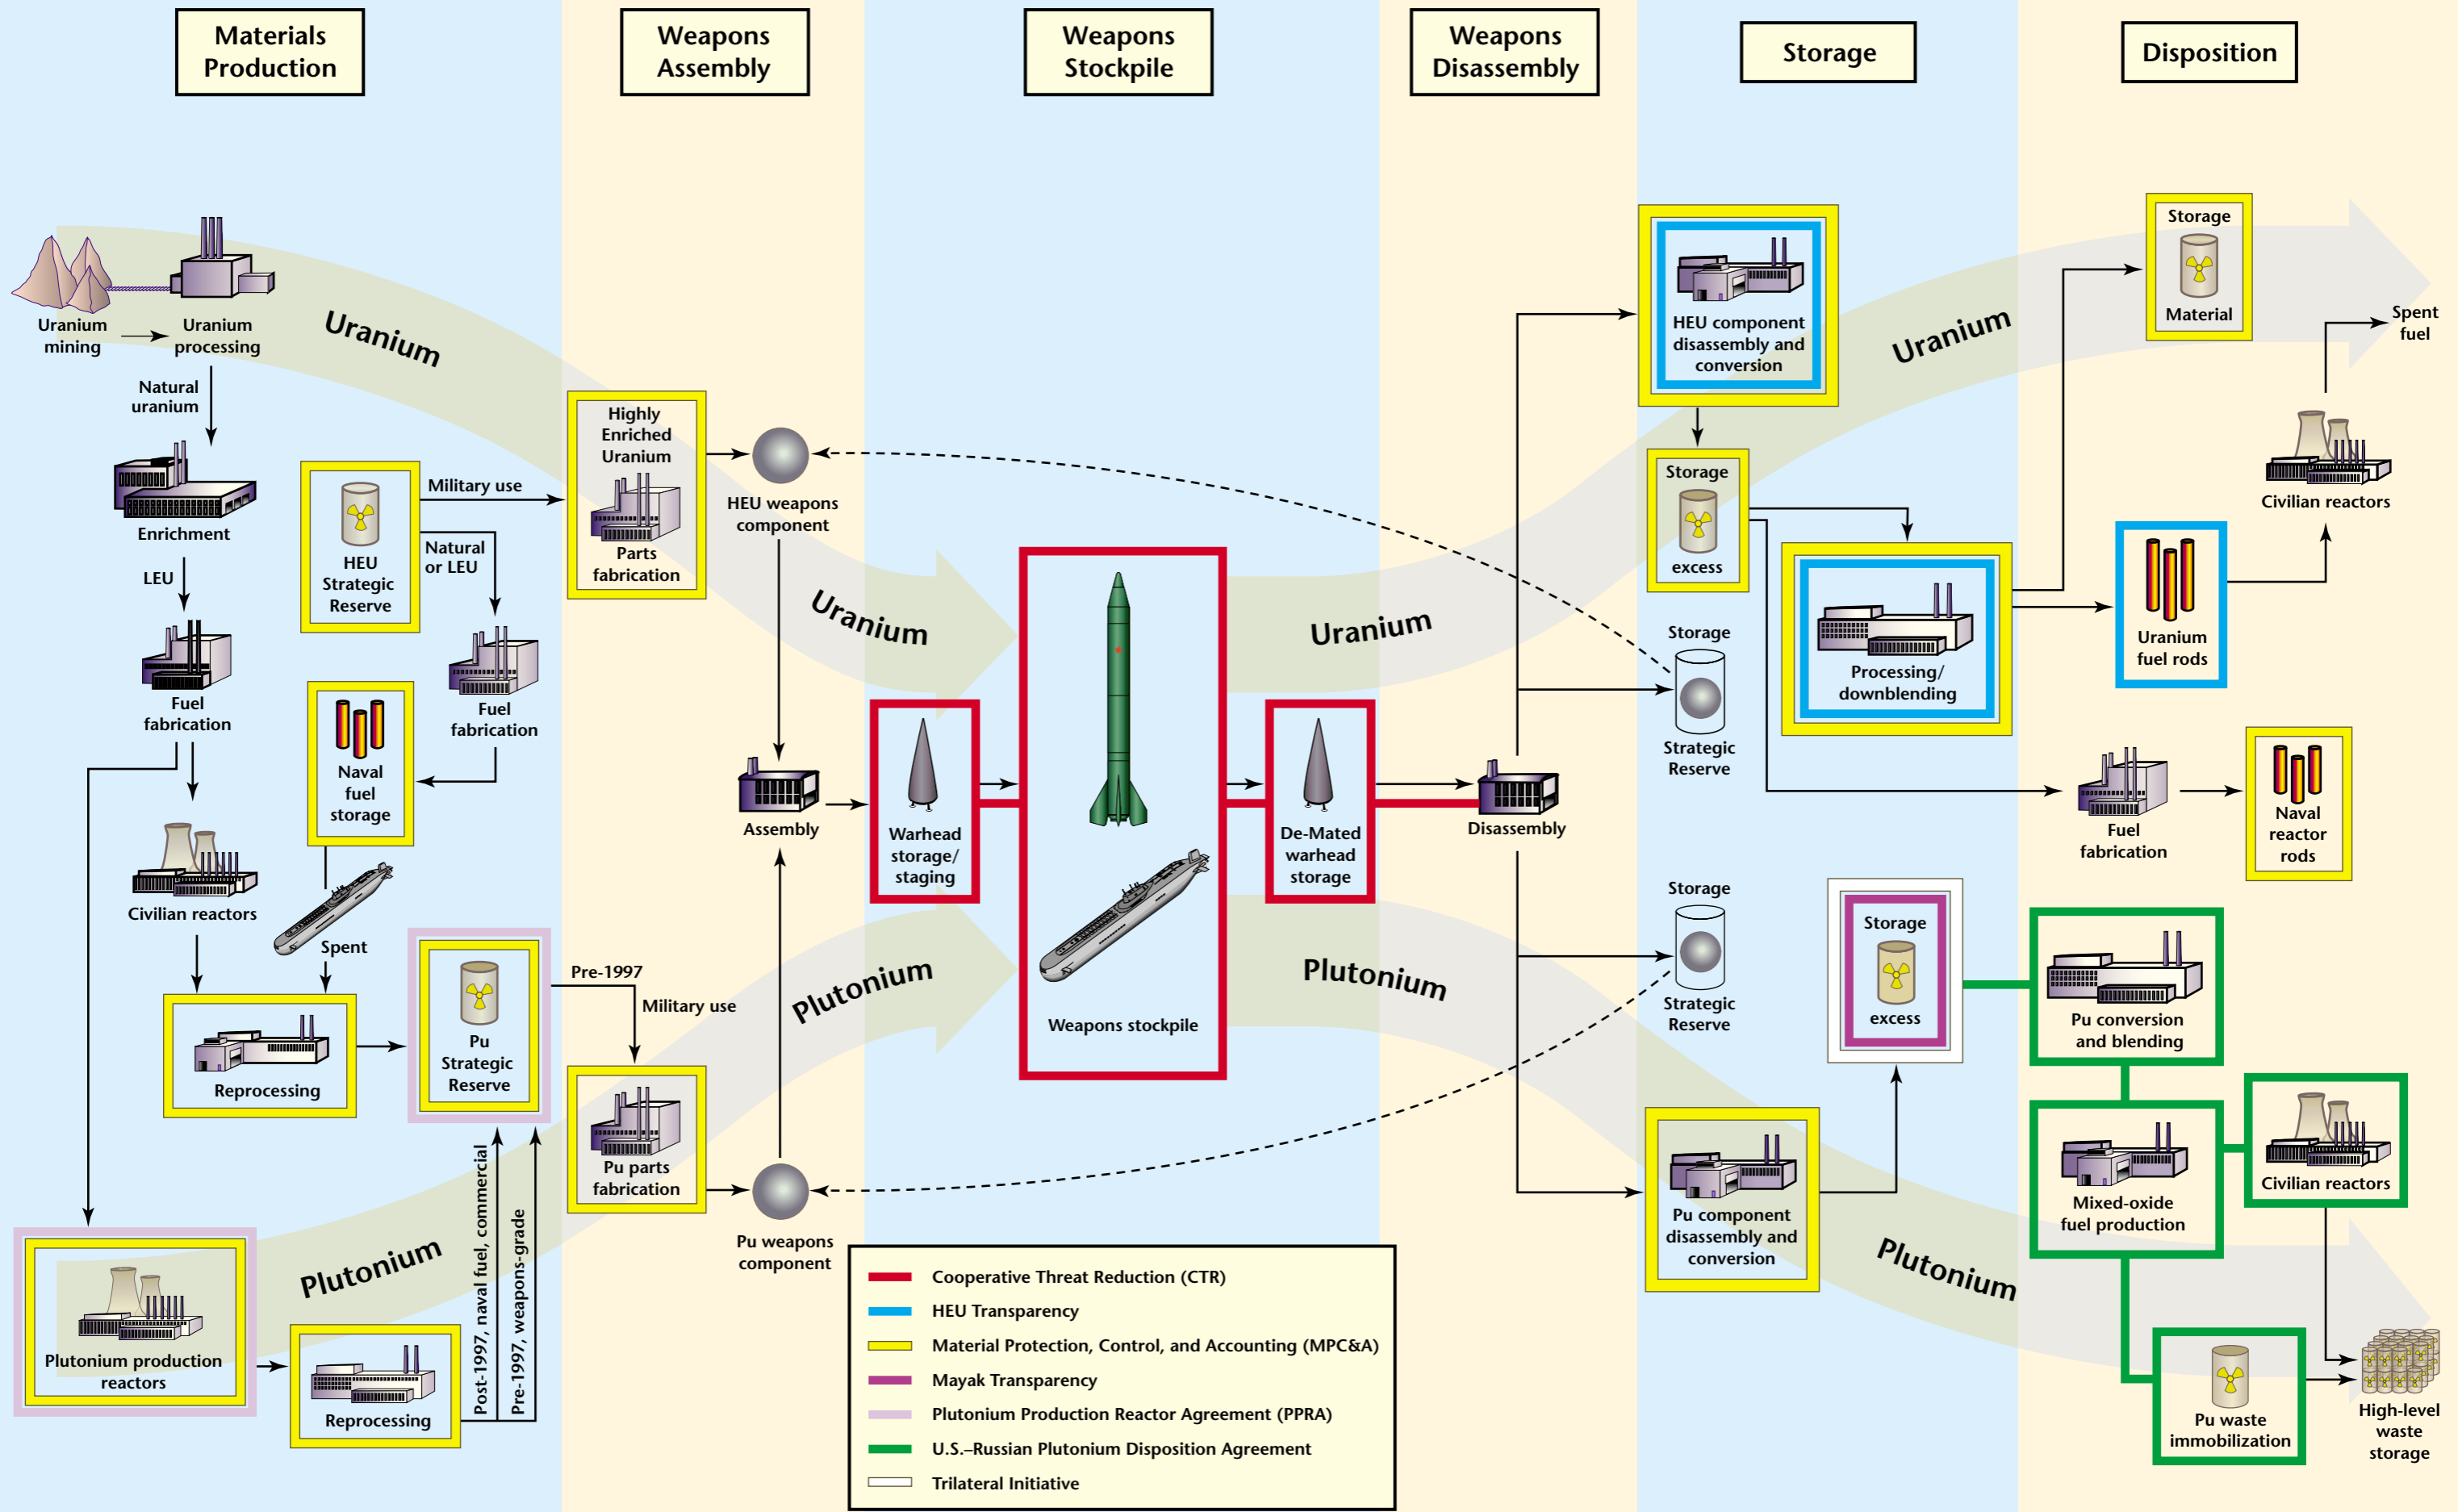 Materials
Production
Weapons
Assembly
Weapons
Stockpile
Weapons
Disassembly
Storage
Disposition
Uranium
mining
Uranium
processing
Natural
uranium
Enrichment
LEU
Fuel
fabrication
Civilian reactors
HEU
Strategic
Reserve
Military use
Natural
or LEU
Fuel
fabrication
Naval
fuel
storage
Spent
Reprocessing
Pu
Strategic
Reserve
Pre-1997
Military use
Plutonium production
reactors
Reprocessing
Post-1997, naval fuel, commercial
Pre-1997, weapons-grade
Uranium
Plutonium
Highly
Enriched
Uranium
Parts
fabrication
HEU weapons
component
Assembly
Pu parts
fabrication
Pu weapons
component
Uranium
Plutonium
Warhead
storage/
staging
Weapons stockpile
De-Mated
warhead
storage
Uranium
Plutonium
Disassembly
HEU component
disassembly and
conversion
Storage
excess
Storage
Strategic
Reserve
Processing/
downblending
Storage
Strategic
Reserve
Storage
excess
Pu component
disassembly and
conversion
Uranium
Plutonium
Storage
Material
Spent
fuel
Civilian reactors
Uranium
fuel rods
Fuel
fabrication
Naval
reactor
rods
Pu conversion
and blending
Mixed-oxide
fuel production
Civilian reactors
Pu waste
immobilization
High-level
waste
storage
Cooperative Threat Reduction (CTR)
HEU Transparency
Material Protection, Control, and Accounting (MPC&A)
Mayak Transparency
Plutonium Production Reactor Agreement (PPRA)
U.S.–Russian Plutonium Disposition Agreement
Trilateral Initiative